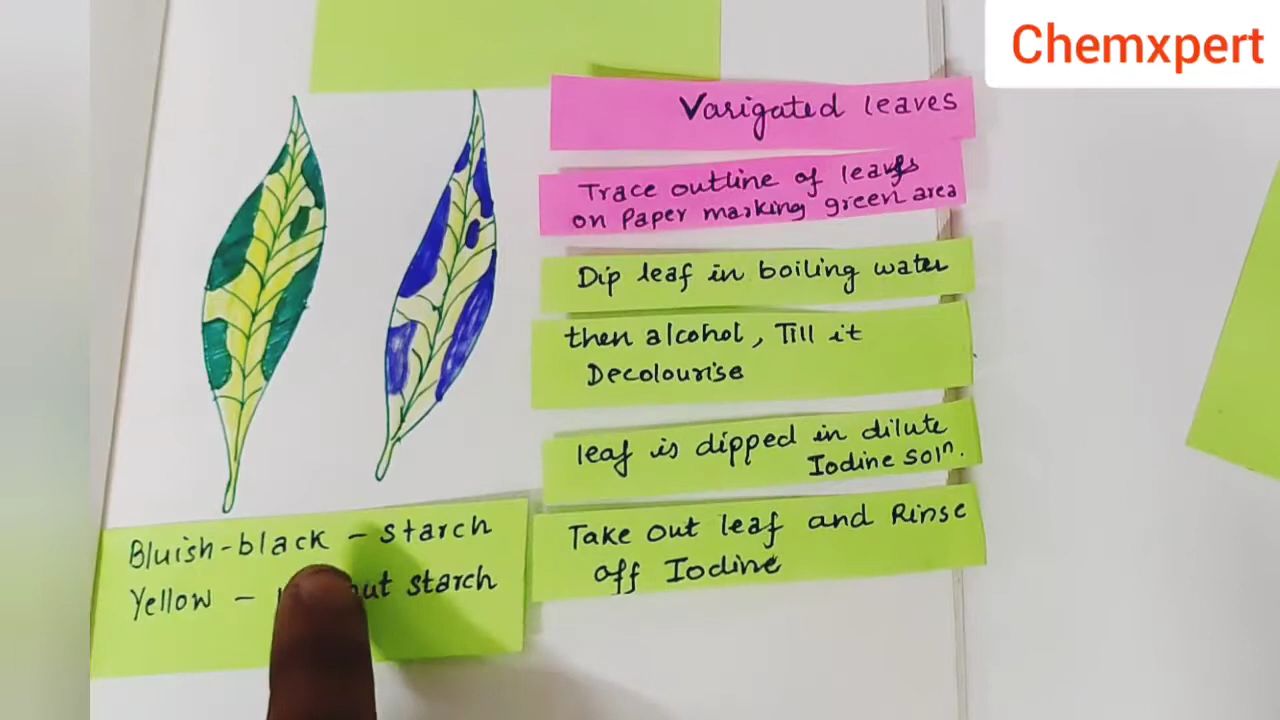 Chemxpert
Varigated leaves
Trace outline of leaves
on Paper marking green area
Dip leaf in boiling water
then alcohol, Till it
Decolourise
leaf is dipped in dilute
Iodine solⁿ.
Take out leaf and Rinse
off Iodine
Bluish-black - starch
Yellow - starch